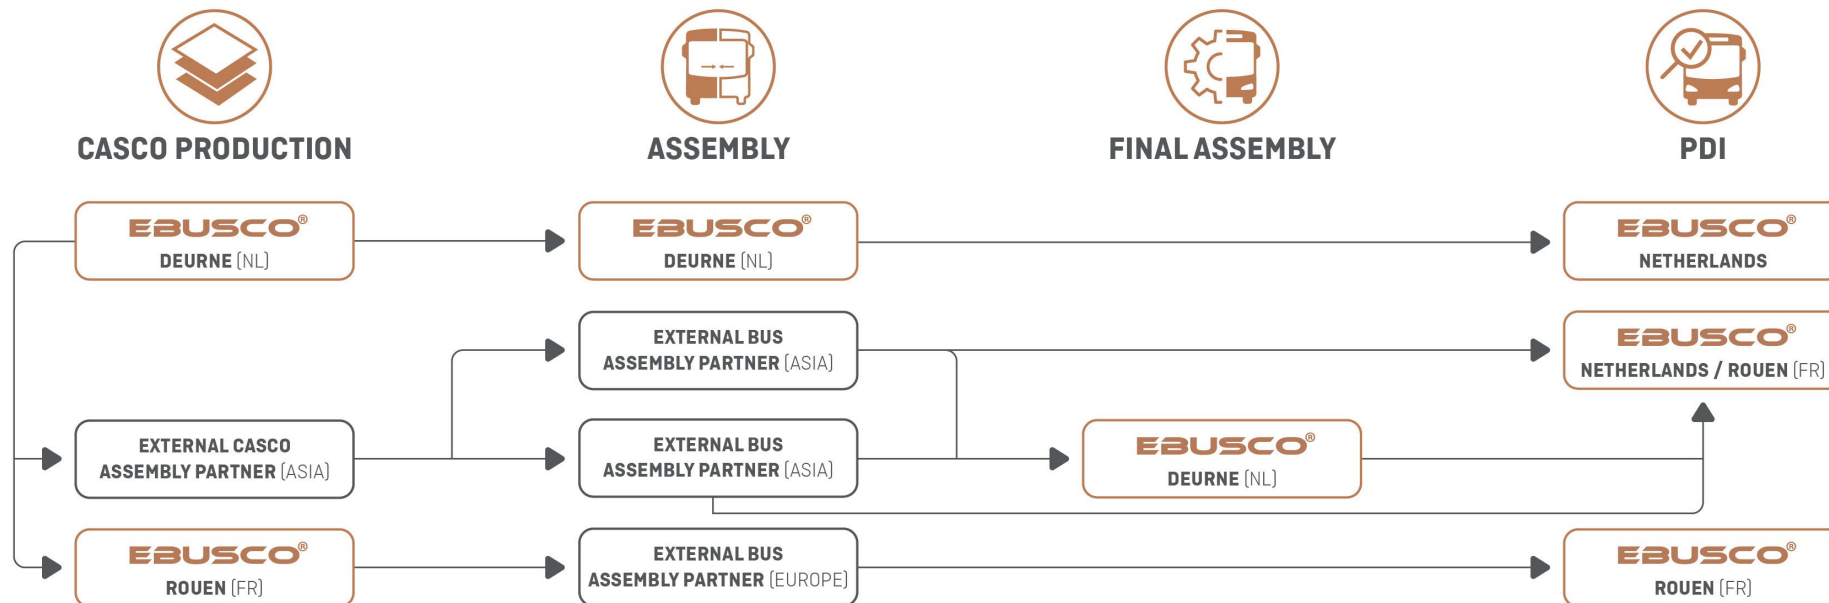 CASCO PRODUCTION
ASSEMBLY
FINAL ASSEMBLY
PDI
EBUSCO®
DEURNE (NL)
EBUSCO®
DEURNE (NL)
EBUSCO®
NETHERLANDS
EXTERNAL BUS
ASSEMBLY PARTNER (ASIA)
EBUSCO®
NETHERLANDS / ROUEN (FR)
EXTERNAL CASCO
ASSEMBLY PARTNER (ASIA)
EXTERNAL BUS
ASSEMBLY PARTNER (ASIA)
EBUSCO®
DEURNE (NL)
EBUSCO®
ROUEN (FR)
EXTERNAL BUS
ASSEMBLY PARTNER (EUROPE)
EBUSCO®
ROUEN (FR)